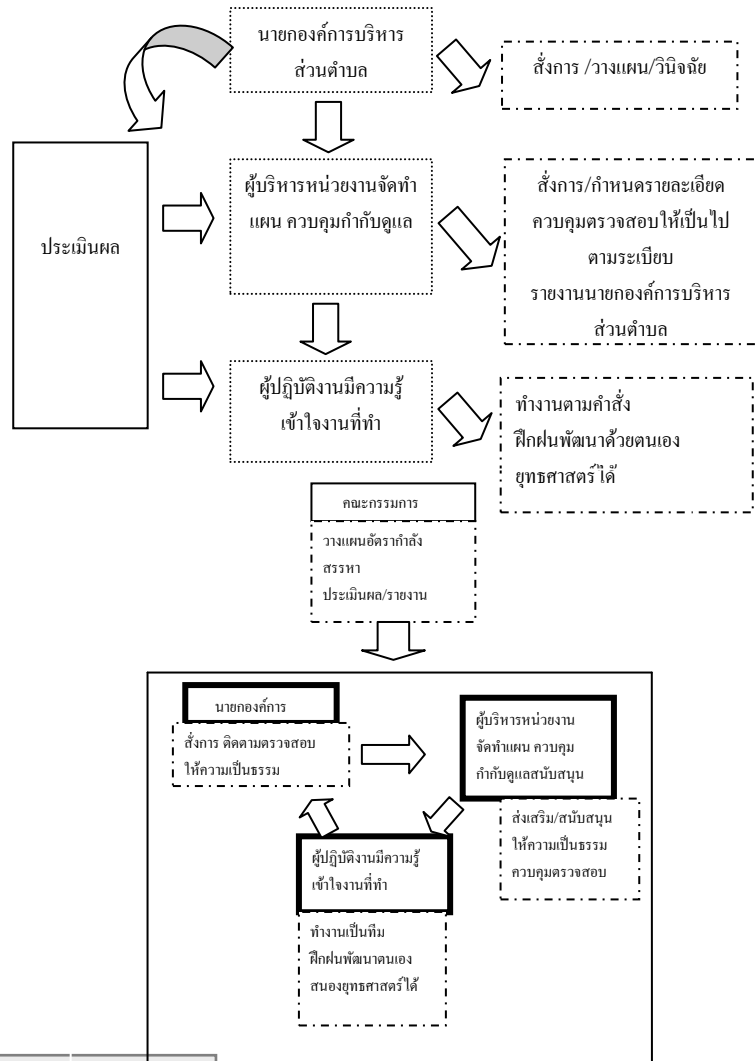 นายกองค์การบริหาร
ส่วนตำบล
สั่งการ /วางแผน/วินิจฉัย
ประเมินผล
ผู้บริหารหน่วยงานจัดทำ
แผน ควบคุมกำกับดูแล
สั่งการ/กำหนดรายละเอียด
ควบคุมตรวจสอบให้เป็นไป
ตามระเบียบ
รายงานนายกองค์การบริหาร
ส่วนตำบล
ผู้ปฏิบัติงานมีความรู้
เข้าใจงานที่ทำ
ทำงานตามคำสั่ง
ฝึกฝนพัฒนาด้วยตนเอง
ยุทธศาสตร์ได้
คณะกรรมการ
วางแผนอัตรากำลัง
สรรหา
ประเมินผล/รายงาน
นายกองค์การ
สั่งการ ติดตามตรวจสอบ
ให้ความเป็นธรรม
ผู้บริหารหน่วยงาน
จัดทำแผน ควบคุม
กำกับดูแลสนับสนุน
ส่งเสริม/สนับสนุน
ให้ความเป็นธรรม
ควบคุมตรวจสอบ
ผู้ปฏิบัติงานมีความรู้
เข้าใจงานที่ทำ
ทำงานเป็นทีม
ฝึกฝนพัฒนาตนเอง
สนองยุทธศาสตร์ได้